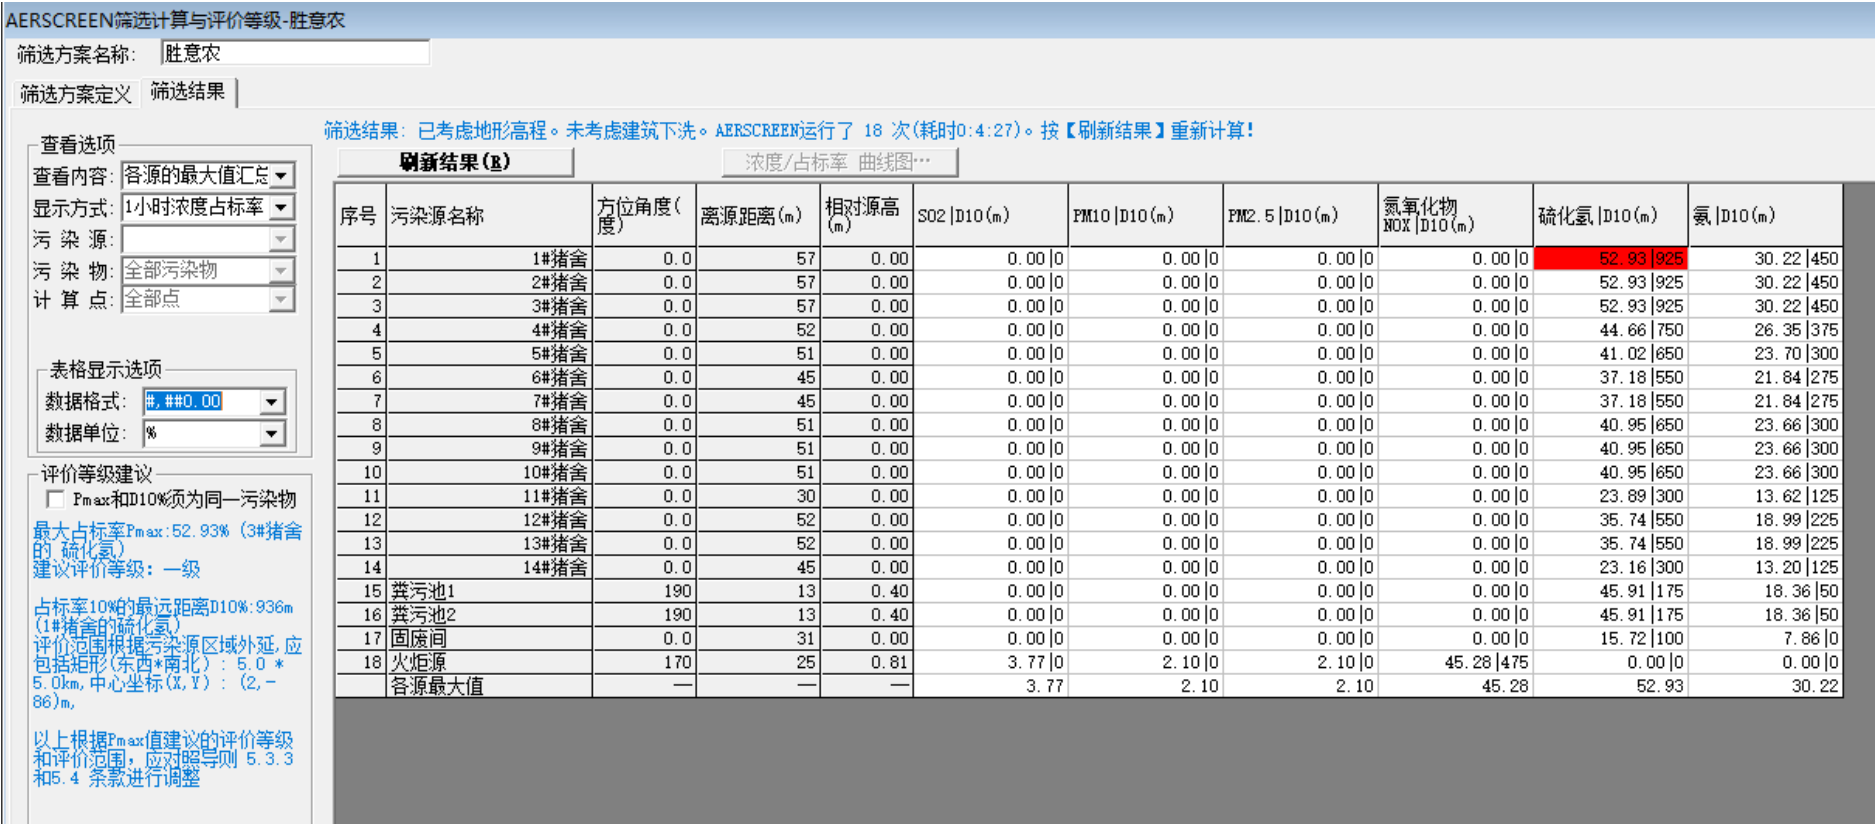 AERSCREEN筛选计算与评价等级-胜意农
筛选方案名称: 胜意农
筛选方案定义 筛选结果
查看选项
查看内容: 各源的最大值汇总
显示方式: 1小时浓度占标率
污 染 源:
污 染 物: 全部污染物
计 算 点: 全部点
表格显示选项
数据格式: #,##0.00
数据单位: %
评价等级建议
Pmax和D10%须为同一污染物
最大占标率Pmax:52.93% (3#猪舍
的 硫化氢)
建议评价等级: 一级
占标率10%的最远距离D10%:936m
(1#猪舍的硫化氢)
评价范围根据污染源区域外延,应
包括矩形(东西*南北): 5.0 *
5.0km,中心坐标(X,Y): (2,-
86)m,
以上根据Pmax值建议的评价等级
和评价范围,应对照导则 5.3.3
和5.4 条款进行调整
筛选结果: 已考虑地形高程。未考虑建筑下洗。AERSCREEN运行了 18 次(耗时0:4:27)。按【刷新结果】重新计算!
刷新结果(R) 浓度/占标率 曲线图…
序号 污染源名称 方位角度(度) 离源距离(m) 相对源高(m) SO2|D10(m) PM10|D10(m) PM2.5|D10(m) 氮氧化物NOX|D10(m) 硫化氢|D10(m) 氨|D10(m)
1 1#猪舍 0.0 57 0.00 0.00|0 0.00|0 0.00|0 0.00|0 52.93|925 30.22|450
2 2#猪舍 0.0 57 0.00 0.00|0 0.00|0 0.00|0 0.00|0 52.93|925 30.22|450
3 3#猪舍 0.0 57 0.00 0.00|0 0.00|0 0.00|0 0.00|0 52.93|925 30.22|450
4 4#猪舍 0.0 52 0.00 0.00|0 0.00|0 0.00|0 0.00|0 44.66|750 26.35|375
5 5#猪舍 0.0 51 0.00 0.00|0 0.00|0 0.00|0 0.00|0 41.02|650 23.70|300
6 6#猪舍 0.0 45 0.00 0.00|0 0.00|0 0.00|0 0.00|0 37.18|550 21.84|275
7 7#猪舍 0.0 45 0.00 0.00|0 0.00|0 0.00|0 0.00|0 37.18|550 21.84|275
8 8#猪舍 0.0 51 0.00 0.00|0 0.00|0 0.00|0 0.00|0 40.95|650 23.66|300
9 9#猪舍 0.0 51 0.00 0.00|0 0.00|0 0.00|0 0.00|0 40.95|650 23.66|300
10 10#猪舍 0.0 51 0.00 0.00|0 0.00|0 0.00|0 0.00|0 40.95|650 23.66|300
11 11#猪舍 0.0 30 0.00 0.00|0 0.00|0 0.00|0 0.00|0 23.89|300 13.62|125
12 12#猪舍 0.0 52 0.00 0.00|0 0.00|0 0.00|0 0.00|0 35.74|550 18.99|225
13 13#猪舍 0.0 52 0.00 0.00|0 0.00|0 0.00|0 0.00|0 35.74|550 18.99|225
14 14#猪舍 0.0 45 0.00 0.00|0 0.00|0 0.00|0 0.00|0 23.16|300 13.20|125
15 粪污池1 190 13 0.40 0.00|0 0.00|0 0.00|0 0.00|0 45.91|175 18.36|50
16 粪污池2 190 13 0.40 0.00|0 0.00|0 0.00|0 0.00|0 45.91|175 18.36|50
17 固废间 0.0 31 0.00 0.00|0 0.00|0 0.00|0 0.00|0 15.72|100 7.86|0
18 火炬源 170 25 0.81 3.77|0 2.10|0 2.10|0 45.28|475 0.00|0 0.00|0
各源最大值 — — — 3.77 2.10 2.10 45.28 52.93 30.22